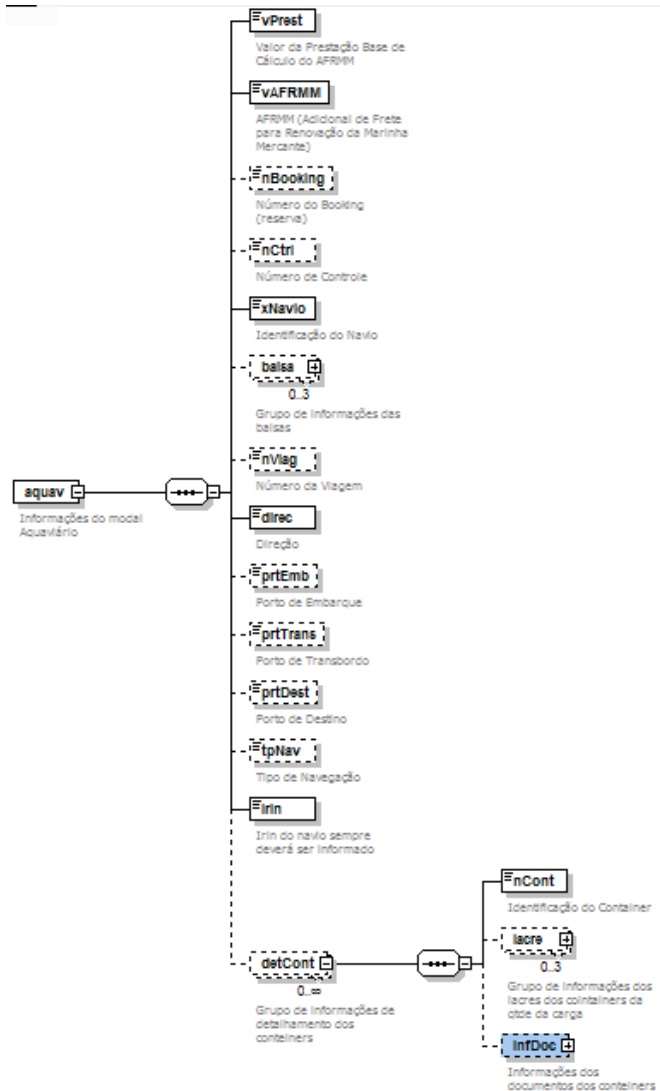 vPrest
Valor da Prestação Base de
Cálculo do AFRMM
vAFRMM
AFRMM (Adicional de Frete
para Renovação da Marinha
Mercante)
nBooking
Número do Booking
(reserva)
nCtrl
Número de Controle
xNavio
Identificação do Navio
balsa
0..3
Grupo de informações das
balsas
nViag
Número da Viagem
aquav
Informações do modal
Aquaviário
direc
Direção
prtEmb
Porto de Embarque
prtTrans
Porto de Transbordo
prtDest
Porto de Destino
tpNav
Tipo de Navegação
irin
Irin do navio sempre
deverá ser informado
detCont
0..∞
Grupo de informações de
detalhamento dos
conteiners
nCont
Identificação do Container
lacre
0..3
Grupo de informações dos
lacres dos cointainers da
qtde da carga
infDoc
Informações dos
documentos dos conteiners